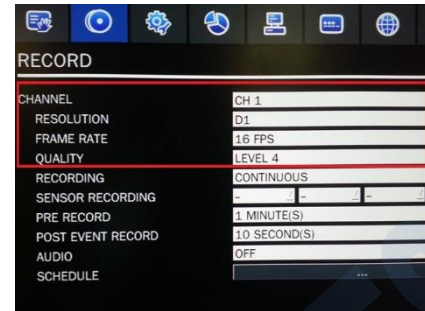 RECORD
CHANNEL CH 1
RESOLUTION D1
FRAME RATE 16 FPS
QUALITY LEVEL 4
RECORDING CONTINUOUS
SENSOR RECORDING - - -
PRE RECORD 1 MINUTE(S)
POST EVENT RECORD 10 SECOND(S)
AUDIO OFF
SCHEDULE ...